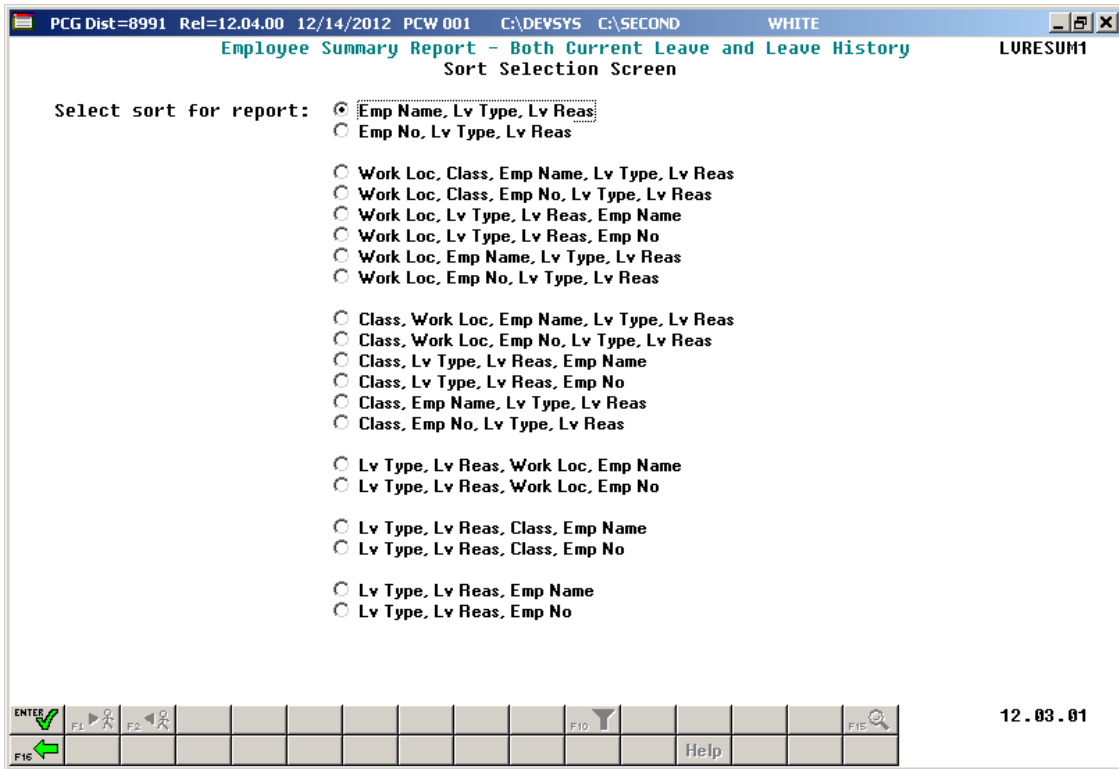 PCG Dist=8991 Rel=12.04.00 12/14/2012 PCW 001 C:\DEVSYS C:\SECOND WHITE
Employee Summary Report - Both Current Leave and Leave History LVRESUM1
Sort Selection Screen
Select sort for report: Emp Name, Lv Type, Lv Reas
Emp No, Lv Type, Lv Reas
Work Loc, Class, Emp Name, Lv Type, Lv Reas
Work Loc, Class, Emp No, Lv Type, Lv Reas
Work Loc, Lv Type, Lv Reas, Emp Name
Work Loc, Lv Type, Lv Reas, Emp No
Work Loc, Emp Name, Lv Type, Lv Reas
Work Loc, Emp No, Lv Type, Lv Reas
Class, Work Loc, Emp Name, Lv Type, Lv Reas
Class, Work Loc, Emp No, Lv Type, Lv Reas
Class, Lv Type, Lv Reas, Emp Name
Class, Lv Type, Lv Reas, Emp No
Class, Emp Name, Lv Type, Lv Reas
Class, Emp No, Lv Type, Lv Reas
Lv Type, Lv Reas, Work Loc, Emp Name
Lv Type, Lv Reas, Work Loc, Emp No
Lv Type, Lv Reas, Class, Emp Name
Lv Type, Lv Reas, Class, Emp No
Lv Type, Lv Reas, Emp Name
Lv Type, Lv Reas, Emp No
ENTER F1 F2 F10 F15 12.03.01
F16 Help